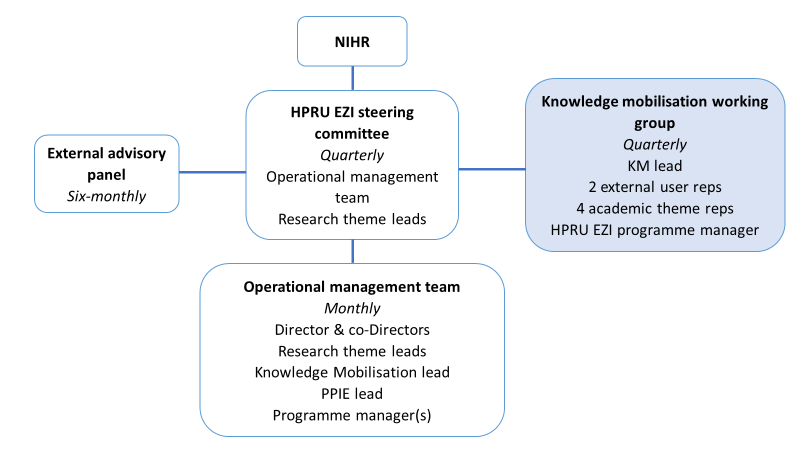 NIHR
HPRU EZI steering
committee
Quarterly
Operational management
team
Research theme leads
External advisory
panel
Six-monthly
Knowledge mobilisation working
group
Quarterly
KM lead
2 external user reps
4 academic theme reps
HPRU EZI programme manager
Operational management team
Monthly
Director & co-Directors
Research theme leads
Knowledge Mobilisation lead
PPIE lead
Programme manager(s)